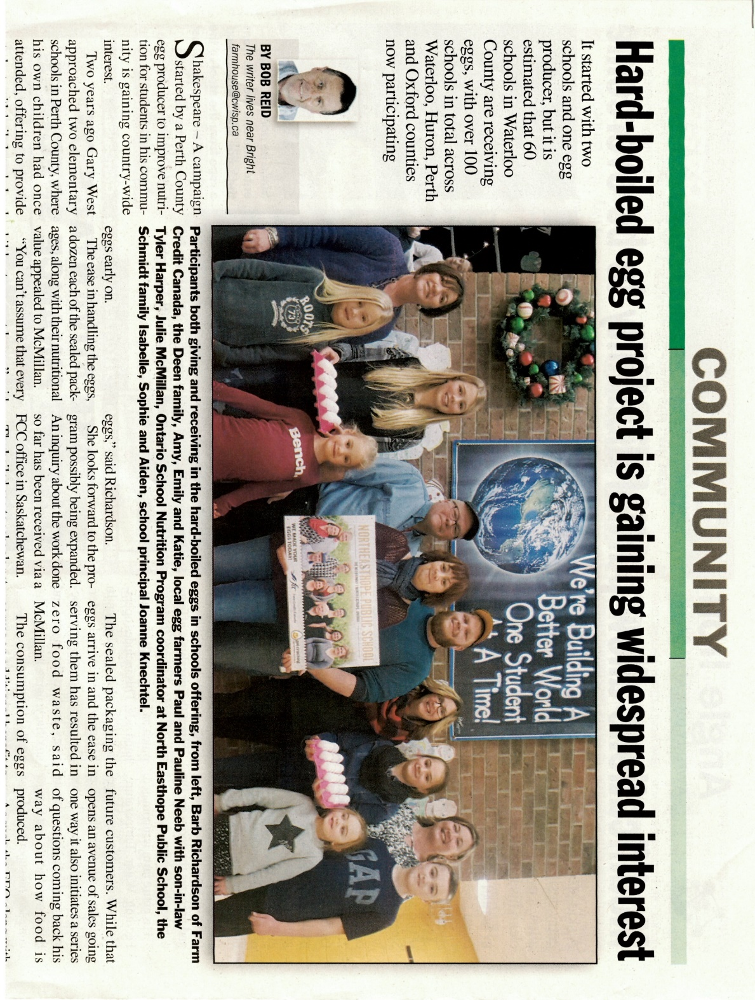 COMMUNITY
Hard-boiled egg project is gaining widespread interest
It started with two
schools and one egg
producer, but it is
estimated that 60
schools in Waterloo
County are receiving
eggs, with over 100
schools in total across
Waterloo, Huron, Perth
and Oxford counties
now participating
BY BOB REID
The writer lives near Bright
farmhouse@cwisp.ca
Shakespeare – A campaign
started by a Perth County
egg producer to improve nutri-
tion for students in his commu-
nity is gaining country-wide
interest.
Two years ago Gary West
approached two elementary
schools in Perth County, where
his own children had once
attended, offering to provide
We're Building A
Better World
One Student
At A Time!
ROOTS
73
Bench.
NORTH EASTHOPE PUBLIC SCHOOL
WE MADE YOUR
EGGS TODAY!
GAP
Participants both giving and receiving in the hard-boiled eggs in schools offering, from left, Barb Richardson of Farm
Credit Canada, the Deen family, Amy, Emily and Katie, local egg farmers Paul and Pauline Neeb with son-in-law
Tyler Harper, Julie McMillan, Ontario School Nutrition Program coordinator at North Easthope Public School, the
Schmidt family Isabelle, Sophie and Aiden, school principal Joanne Knechtel.
eggs early on.
The ease in handling the eggs,
a dozen each of the sealed pack-
ages, along with their nutritional
value appealed to McMillan.
"You can't assume that every
eggs," said Richardson.
She looks forward to the pro-
gram possibly being expanded.
An inquiry about the work done
so far has been received via a
FCC office in Saskatchewan.
The sealed packaging the
eggs arrive in and the ease in
serving them has resulted in
zero food waste, said
McMillan.
The consumption of eggs
future customers. While that
opens an avenue of sales going
one way it also initiates a series
of questions coming back his
way about how food is
produced.